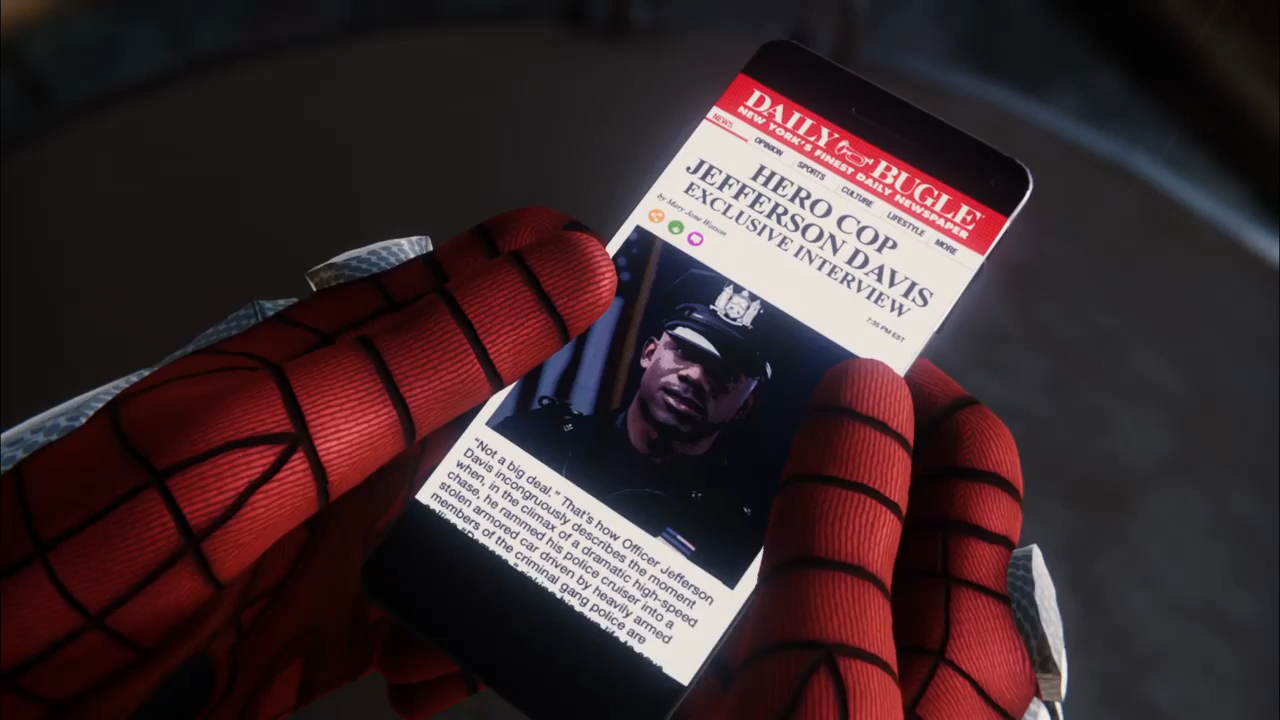 DAILY BUGLE
NEW YORK'S FINEST DAILY NEWSPAPER
NEWS OPINION SPORTS CULTURE LIFESTYLE MORE
HERO COP
JEFFERSON DAVIS
EXCLUSIVE INTERVIEW
by Mary Jane Watson
7:35 PM EST
"Not a big deal." That's how Officer Jefferson
Davis incongruously describes the moment
when, in the climax of a dramatic high-speed
chase, he rammed his police cruiser into a
stolen armored car driven by heavily armed
members of the criminal gang police are